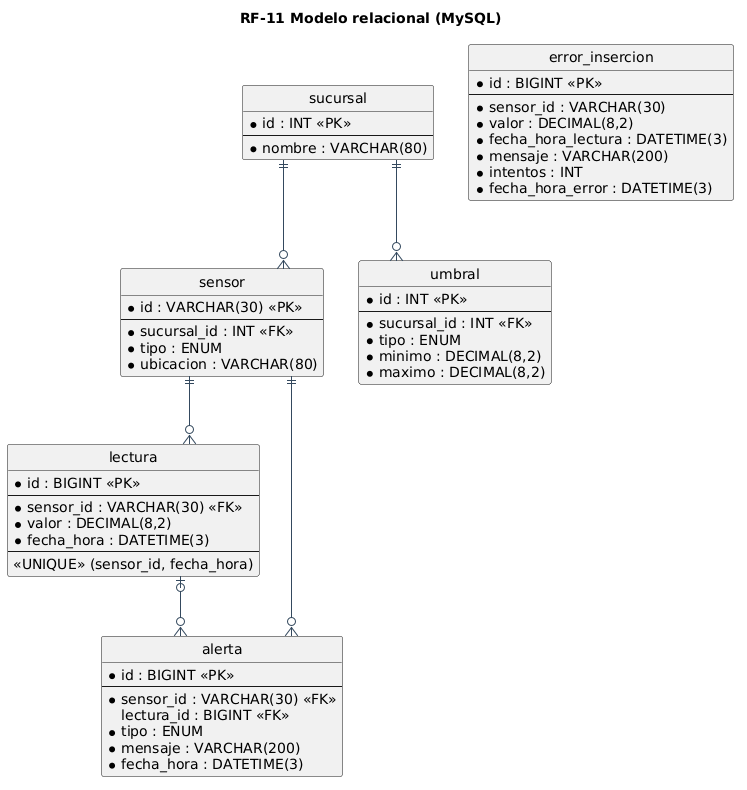 RF-11 Modelo relacional (MySQL)
error_insercion
id : BIGINT «PK»
sensor_id : VARCHAR(30)
valor : DECIMAL(8,2)
fecha_hora_lectura : DATETIME(3)
mensaje : VARCHAR(200)
intentos : INT
fecha_hora_error : DATETIME(3)
sucursal
id : INT «PK»
nombre : VARCHAR(80)
sensor
id : VARCHAR(30) «PK»
sucursal_id : INT «FK»
tipo : ENUM
ubicacion : VARCHAR(80)
umbral
id : INT «PK»
sucursal_id : INT «FK»
tipo : ENUM
minimo : DECIMAL(8,2)
maximo : DECIMAL(8,2)
lectura
id : BIGINT «PK»
sensor_id : VARCHAR(30) «FK»
valor : DECIMAL(8,2)
fecha_hora : DATETIME(3)
«UNIQUE» (sensor_id, fecha_hora)
alerta
id : BIGINT «PK»
sensor_id : VARCHAR(30) «FK»
lectura_id : BIGINT «FK»
tipo : ENUM
mensaje : VARCHAR(200)
fecha_hora : DATETIME(3)